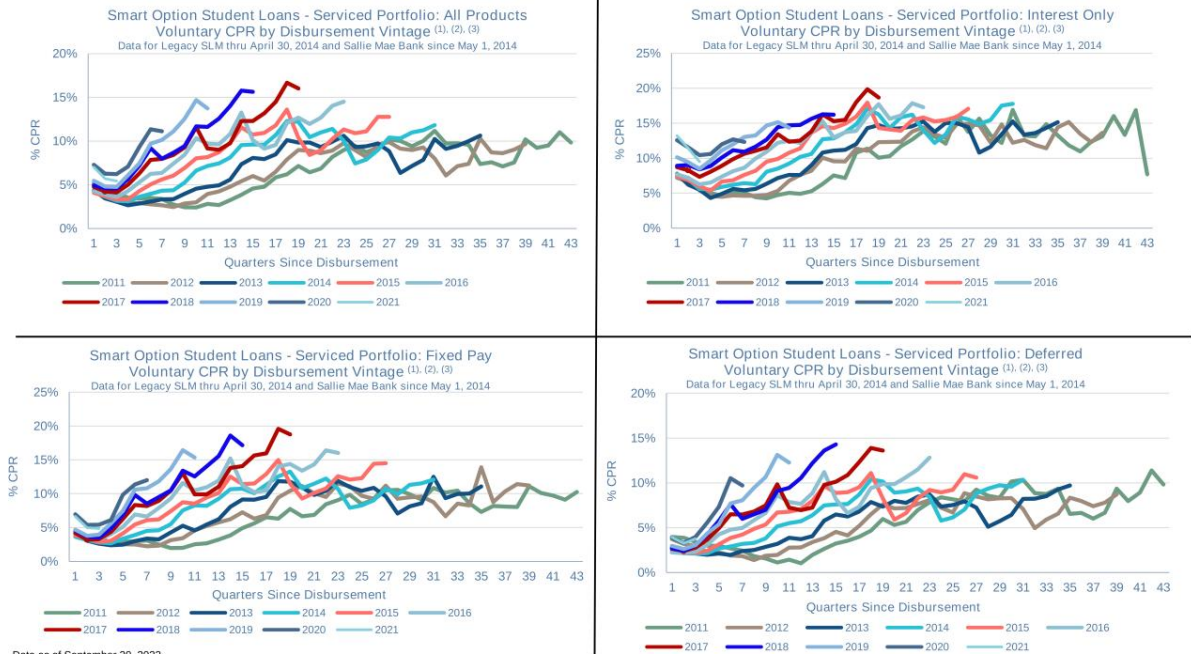 Smart Option Student Loans - Serviced Portfolio: All Products
Voluntary CPR by Disbursement Vintage (1), (2), (3)
Data for Legacy SLM thru April 30, 2014 and Sallie Mae Bank since May 1, 2014
20%
15%
10%
5%
0%
% CPR
1 3 5 7 9 11 13 15 17 19 21 23 25 27 29 31 33 35 37 39 41 43
Quarters Since Disbursement
2011 2012 2013 2014 2015 2016
2017 2018 2019 2020 2021
Smart Option Student Loans - Serviced Portfolio: Interest Only
Voluntary CPR by Disbursement Vintage (1), (2), (3)
Data for Legacy SLM thru April 30, 2014 and Sallie Mae Bank since May 1, 2014
25%
20%
15%
10%
5%
0%
% CPR
1 3 5 7 9 11 13 15 17 19 21 23 25 27 29 31 33 35 37 39 41 43
Quarters Since Disbursement
2011 2012 2013 2014 2015 2016
2017 2018 2019 2020 2021
Smart Option Student Loans - Serviced Portfolio: Fixed Pay
Voluntary CPR by Disbursement Vintage (1), (2), (3)
Data for Legacy SLM thru April 30, 2014 and Sallie Mae Bank since May 1, 2014
25%
20%
15%
10%
5%
0%
% CPR
1 3 5 7 9 11 13 15 17 19 21 23 25 27 29 31 33 35 37 39 41 43
Quarters Since Disbursement
2011 2012 2013 2014 2015 2016
2017 2018 2019 2020 2021
Smart Option Student Loans - Serviced Portfolio: Deferred
Voluntary CPR by Disbursement Vintage (1), (2), (3)
Data for Legacy SLM thru April 30, 2014 and Sallie Mae Bank since May 1, 2014
20%
15%
10%
5%
0%
% CPR
1 3 5 7 9 11 13 15 17 19 21 23 25 27 29 31 33 35 37 39 41 43
Quarters Since Disbursement
2011 2012 2013 2014 2015 2016
2017 2018 2019 2020 2021
Data as of September